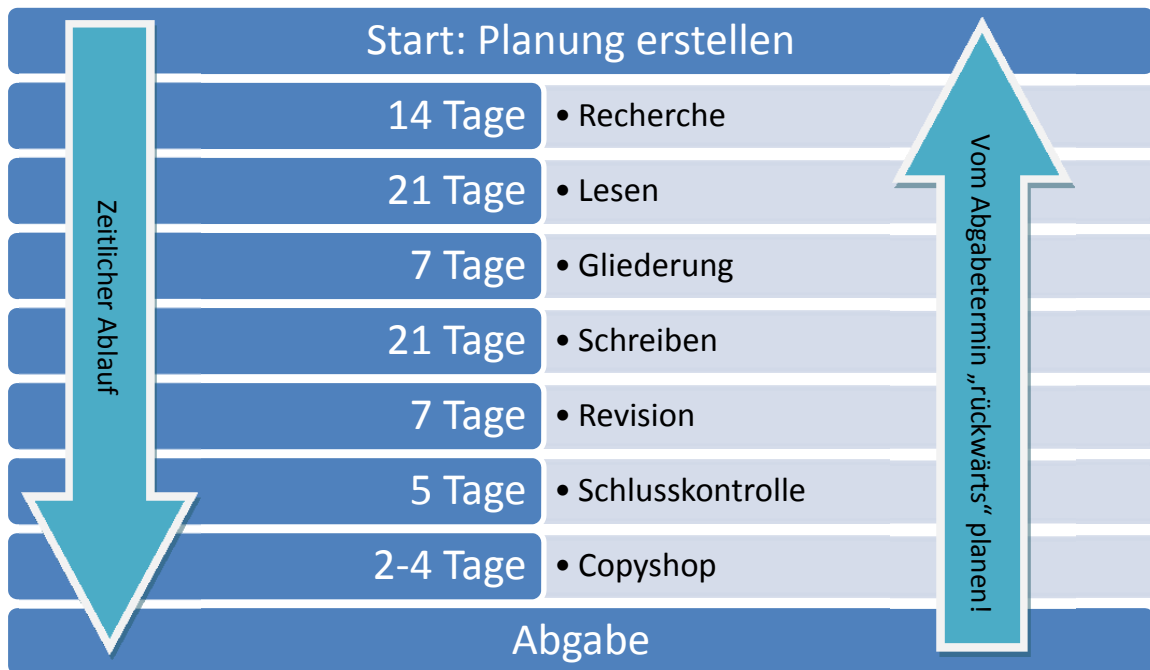 Start: Planung erstellen
14 Tage
• Recherche
21 Tage
• Lesen
7 Tage
• Gliederung
21 Tage
• Schreiben
7 Tage
• Revision
5 Tage
• Schlusskontrolle
2-4 Tage
• Copyshop
Abgabe
Zeitlicher Ablauf
Vom Abgabetermin „rückwärts“ planen!